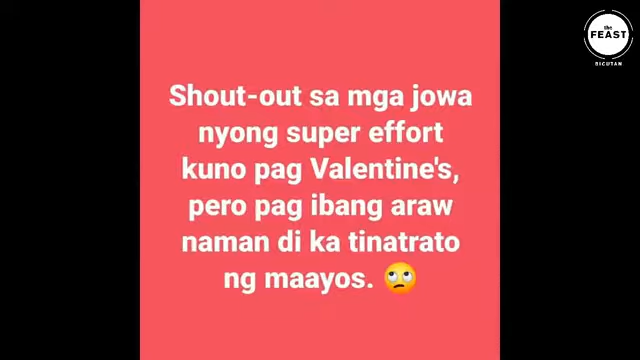 the
FEAST
BICUTAN
Shout-out sa mga jowa
nyong super effort
kuno pag Valentine's,
pero pag ibang araw
naman di ka tinatrato
ng maayos. 🙄